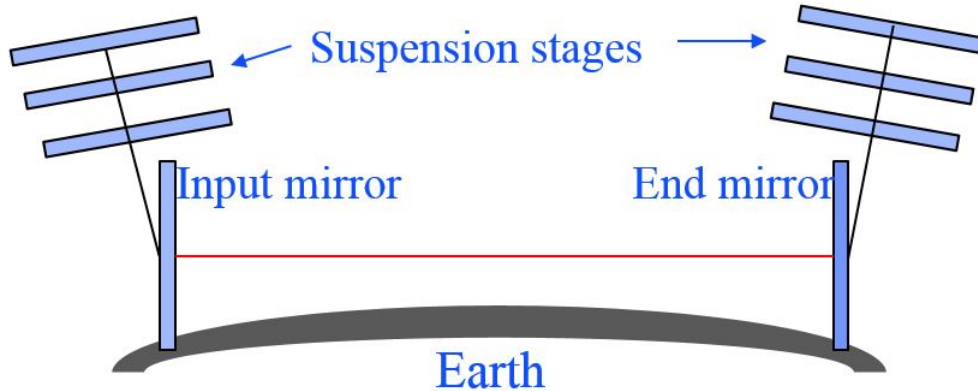 Suspension stages
Input mirror
End mirror
Earth